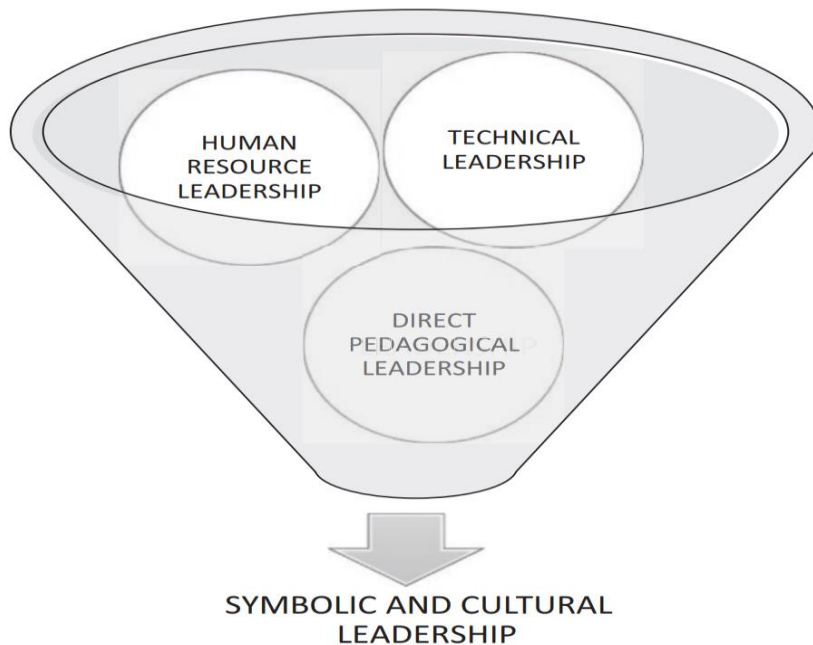 HUMAN
RESOURCE
LEADERSHIP
TECHNICAL
LEADERSHIP
DIRECT
PEDAGOGICAL
LEADERSHIP
SYMBOLIC AND CULTURAL
LEADERSHIP